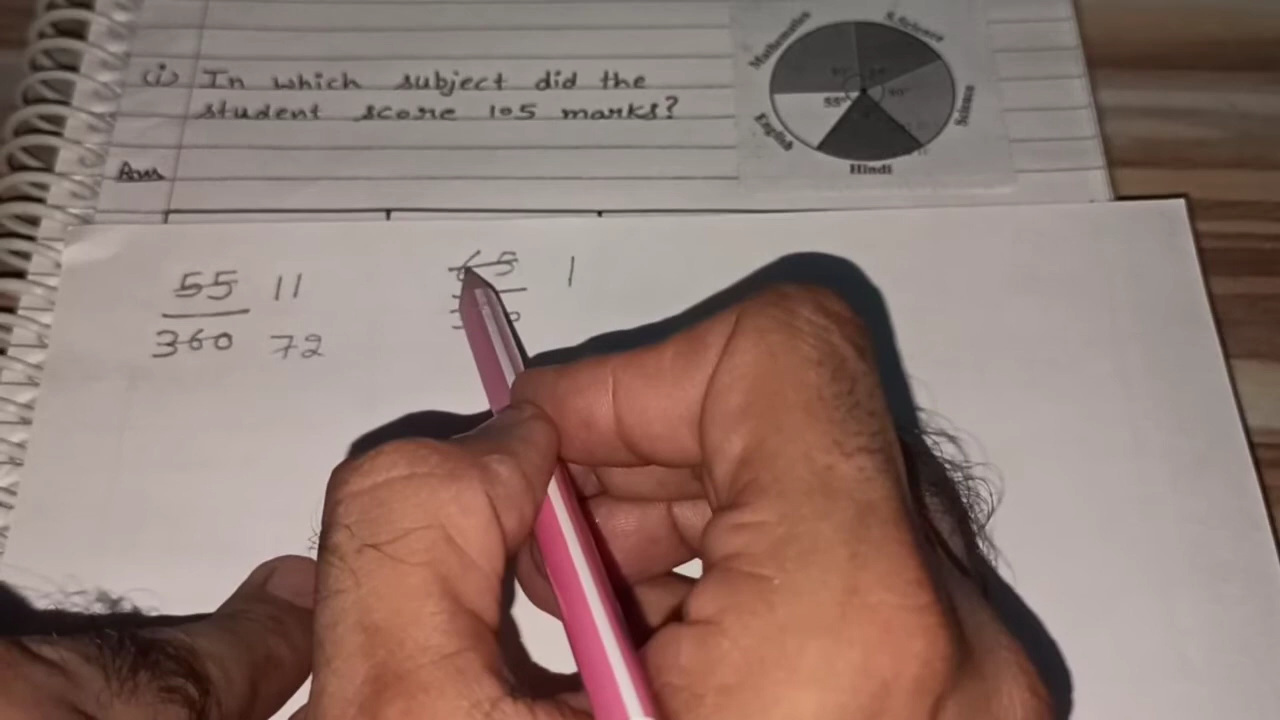 (i) In which subject did the
student score 105 marks?
Ans
Mathematics
S.Science
Science
Hindi
English
55°
90°
55 11
360 72
65 1